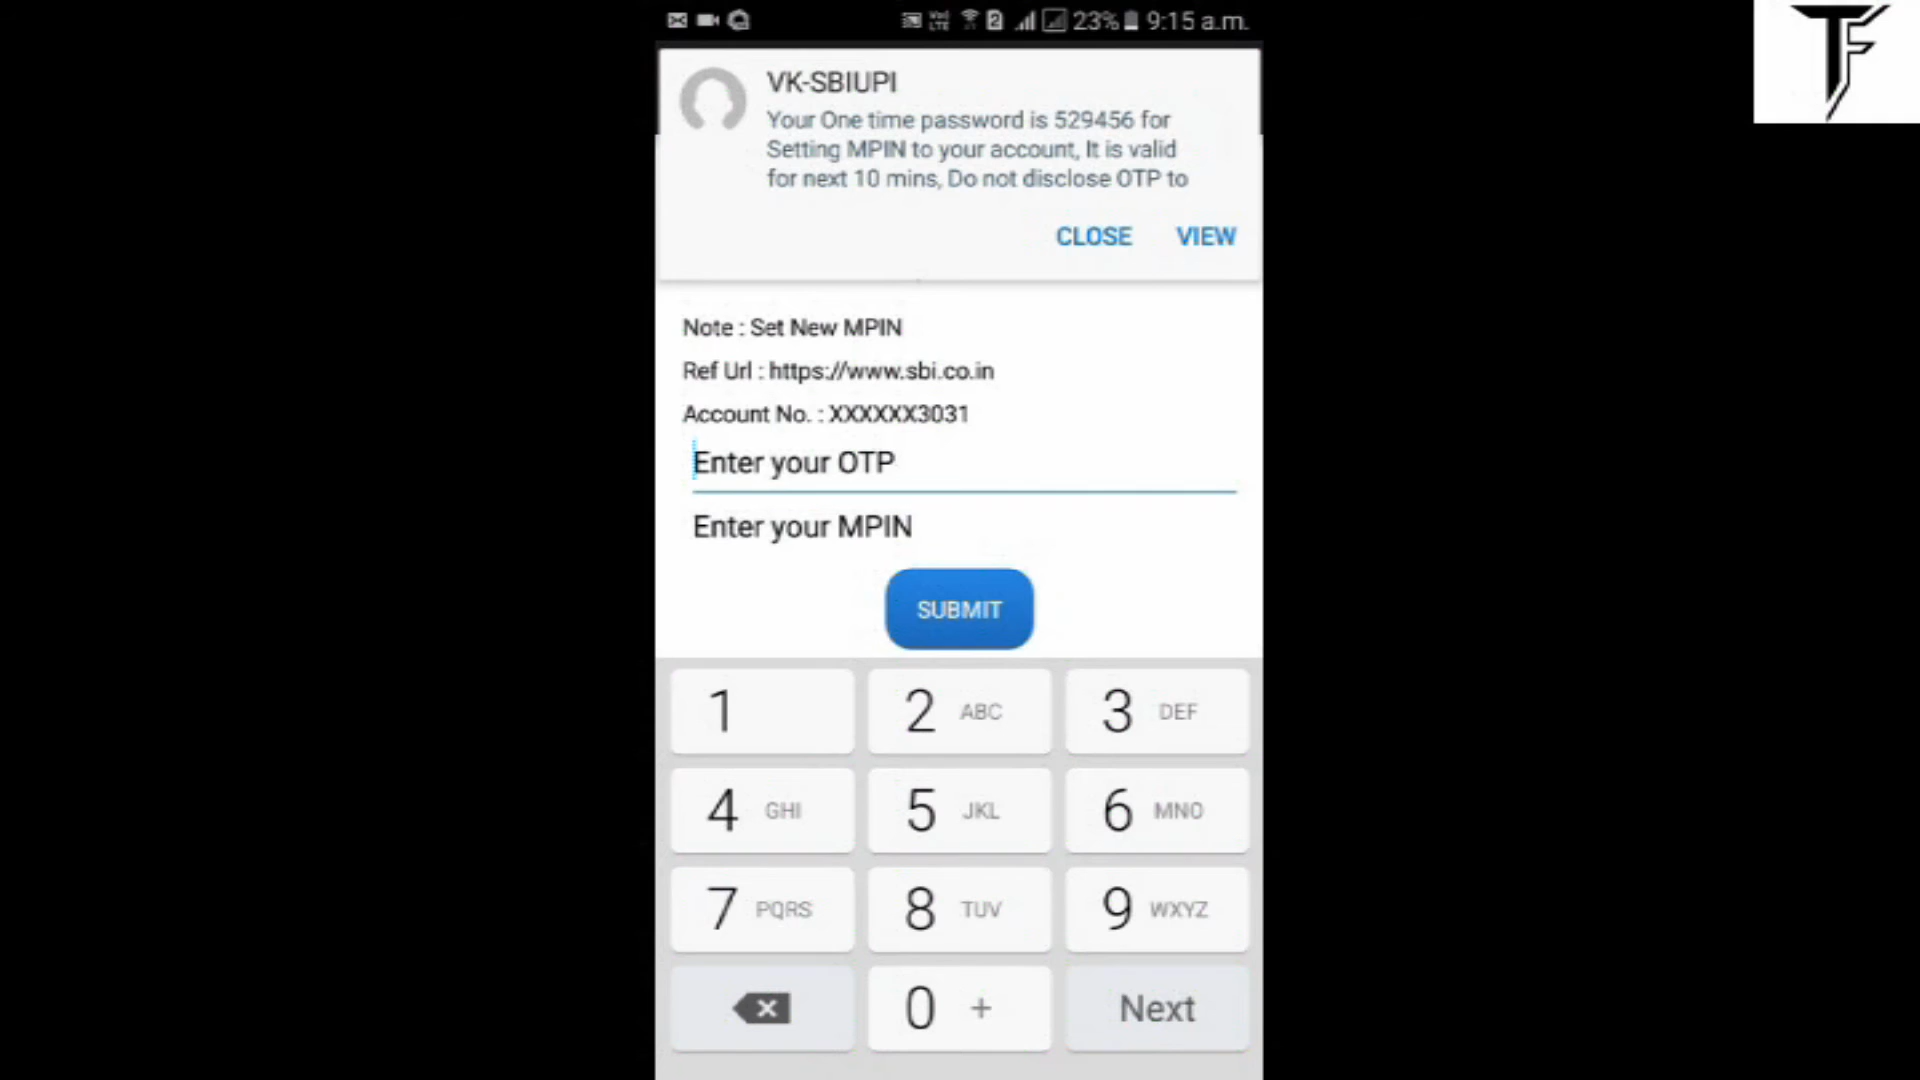 23% 9:15 a.m.
VK-SBIUPI
Your One time password is 529456 for
Setting MPIN to your account, It is valid
for next 10 mins, Do not disclose OTP to
CLOSE VIEW
Note : Set New MPIN
Ref Url : https://www.sbi.co.in
Account No. : XXXXXX3031
Enter your OTP
Enter your MPIN
SUBMIT
1 2 ABC 3 DEF
4 GHI 5 JKL 6 MNO
7 PQRS 8 TUV 9 WXYZ
0 + Next